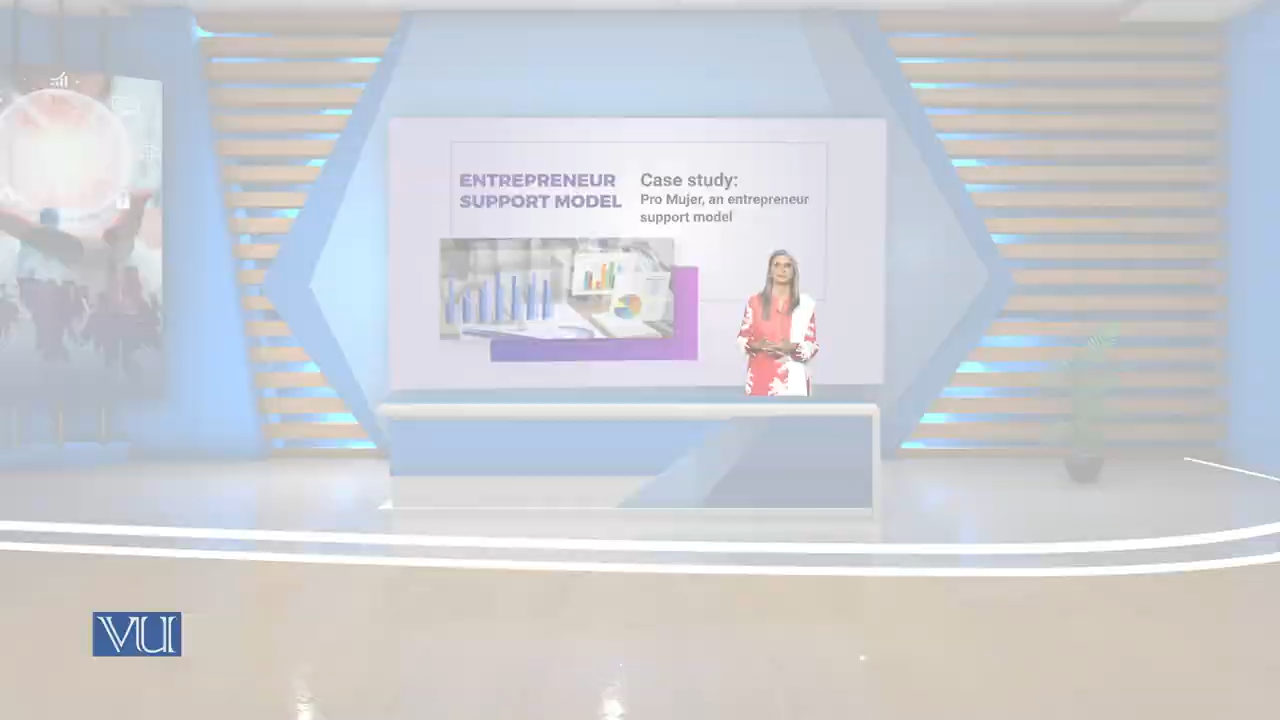 ENTREPRENEUR
SUPPORT MODEL
Case study:
Pro Mujer, an entrepreneur
support model
VU